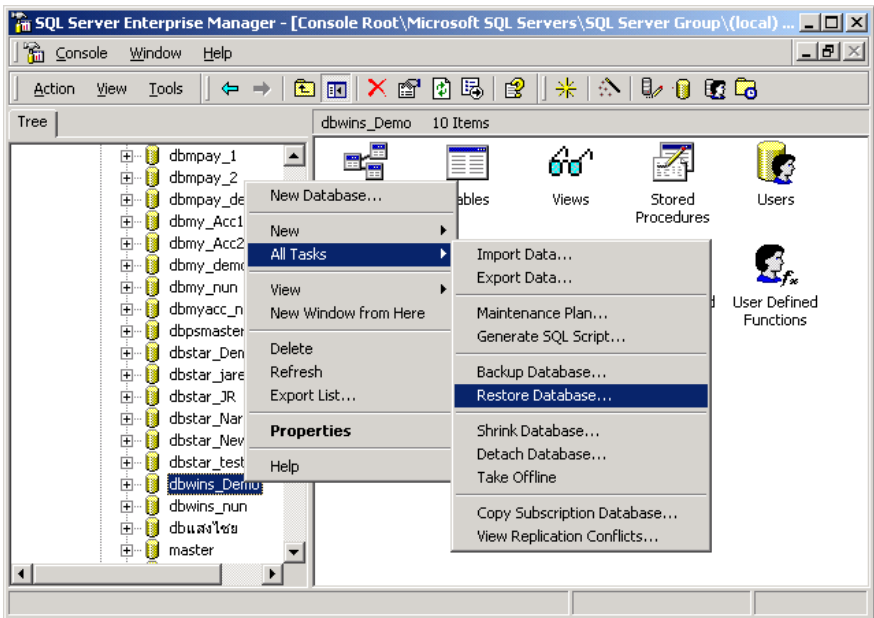 SQL Server Enterprise Manager - [Console Root\Microsoft SQL Servers\SQL Server Group\(local) ...
Console Window Help
Action View Tools
Tree
dbwins_Demo 10 Items
dbmpay_1
dbmpay_2
dbmpay_de
dbmy_Acc1
dbmy_Acc2
dbmy_demo
dbmy_nun
dbmyacc_n
dbpsmaster
dbstar_Den
dbstar_jare
dbstar_JR
dbstar_Nar
dbstar_New
dbstar_test
dbwins_Demo
dbwins_nun
dbแสงไชย
master
New Database...
New
All Tasks
View
New Window from Here
Delete
Refresh
Export List...
Properties
Help
Import Data...
Export Data...
Maintenance Plan...
Generate SQL Script...
Backup Database...
Restore Database...
Shrink Database...
Detach Database...
Take Offline
Copy Subscription Database...
View Replication Conflicts...
ables
Views
Stored
Procedures
Users
User Defined
Functions